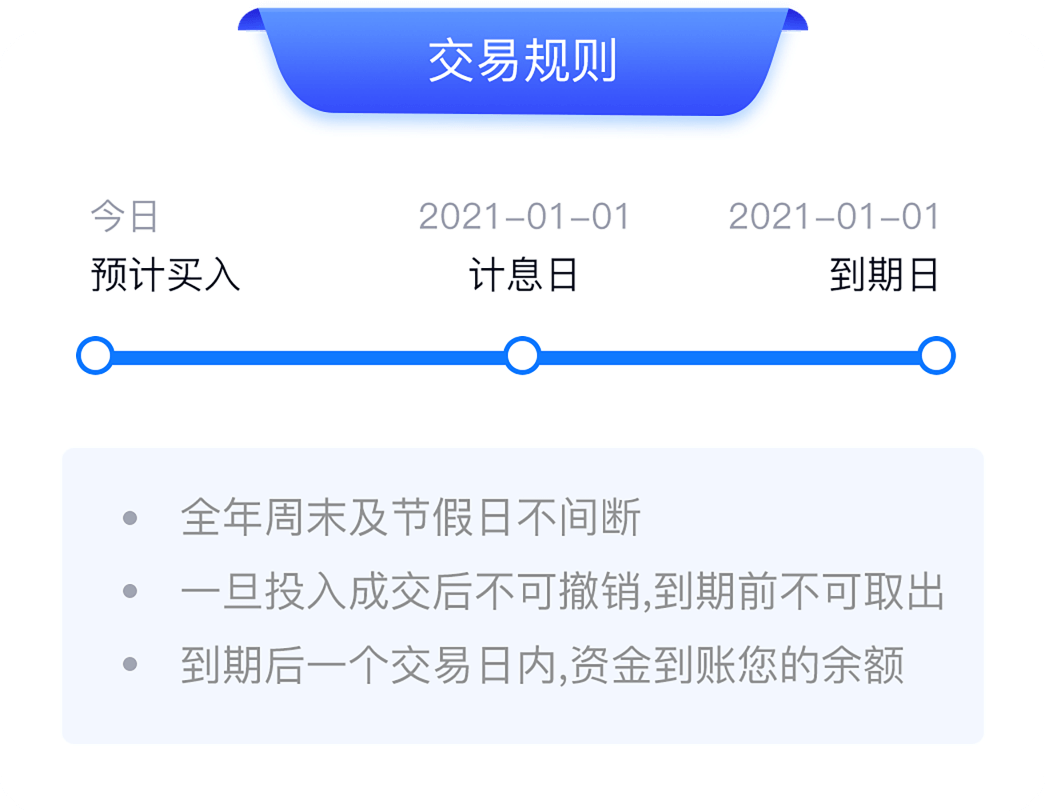 交易规则
今日 2021-01-01 2021-01-01
预计买入 计息日 到期日
全年周末及节假日不间断
一旦投入成交后不可撤销,到期前不可取出
到期后一个交易日内,资金到账您的余额